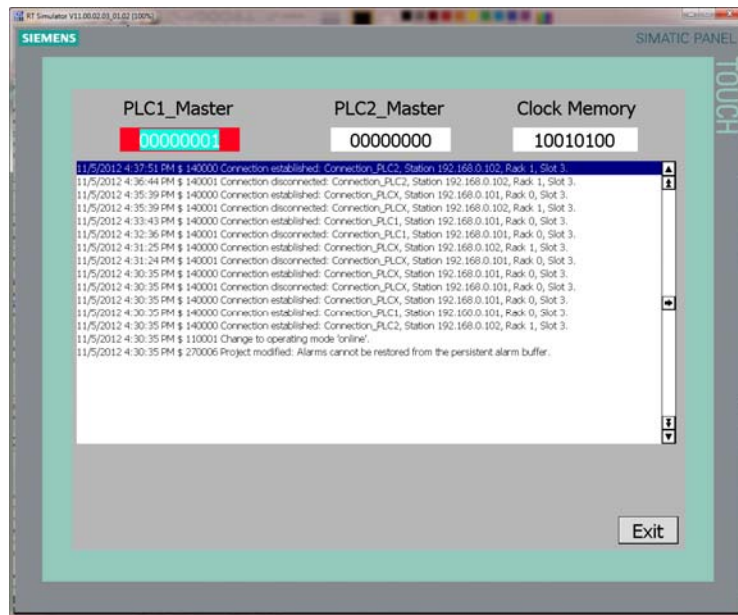 RT Simulator V11.00.02.03_01.02 (100%)
SIEMENS
SIMATIC PANEL
TOUCH
PLC1_Master PLC2_Master Clock Memory
00000001 00000000 10010100
11/5/2012 4:37:51 PM $ 140000 Connection established: Connection_PLC2, Station 192.168.0.102, Rack 1, Slot 3.
11/5/2012 4:36:44 PM $ 140001 Connection disconnected: Connection_PLC2, Station 192.168.0.102, Rack 1, Slot 3.
11/5/2012 4:35:39 PM $ 140000 Connection established: Connection_PLCX, Station 192.168.0.101, Rack 0, Slot 3.
11/5/2012 4:35:39 PM $ 140001 Connection disconnected: Connection_PLCX, Station 192.168.0.102, Rack 1, Slot 3.
11/5/2012 4:33:43 PM $ 140000 Connection established: Connection_PLC1, Station 192.168.0.101, Rack 0, Slot 3.
11/5/2012 4:32:36 PM $ 140001 Connection disconnected: Connection_PLC1, Station 192.168.0.101, Rack 0, Slot 3.
11/5/2012 4:31:25 PM $ 140000 Connection established: Connection_PLCX, Station 192.168.0.102, Rack 1, Slot 3.
11/5/2012 4:31:24 PM $ 140001 Connection disconnected: Connection_PLCX, Station 192.168.0.101, Rack 0, Slot 3.
11/5/2012 4:30:35 PM $ 140000 Connection established: Connection_PLCX, Station 192.168.0.101, Rack 0, Slot 3.
11/5/2012 4:30:35 PM $ 140001 Connection disconnected: Connection_PLCX, Station 192.168.0.101, Rack 0, Slot 3.
11/5/2012 4:30:35 PM $ 140000 Connection established: Connection_PLCX, Station 192.168.0.101, Rack 0, Slot 3.
11/5/2012 4:30:35 PM $ 140000 Connection established: Connection_PLC1, Station 192.168.0.101, Rack 0, Slot 3.
11/5/2012 4:30:35 PM $ 140000 Connection established: Connection_PLC2, Station 192.168.0.102, Rack 1, Slot 3.
11/5/2012 4:30:35 PM $ 110001 Change to operating mode 'online'.
11/5/2012 4:30:35 PM $ 270006 Project modified: Alarms cannot be restored from the persistent alarm buffer.
Exit